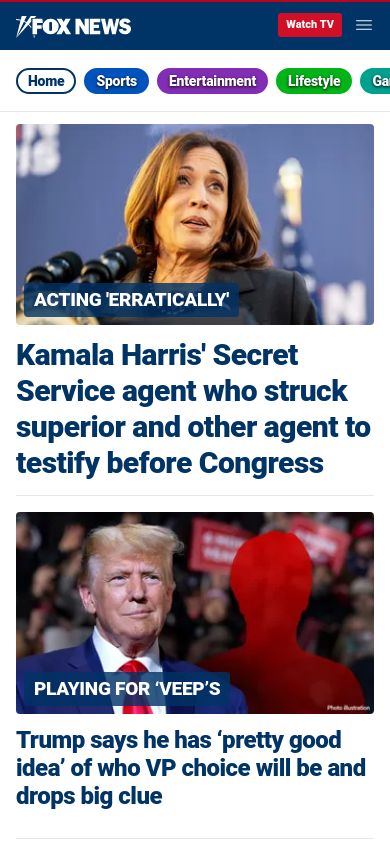 FOX NEWS
Watch TV
Home
Sports
Entertainment
Lifestyle
Ga
ACTING 'ERRATICALLY'
Kamala Harris' Secret
Service agent who struck
superior and other agent to
testify before Congress
PLAYING FOR ‘VEEP’S
Photo illustration
Trump says he has ‘pretty good
idea’ of who VP choice will be and
drops big clue